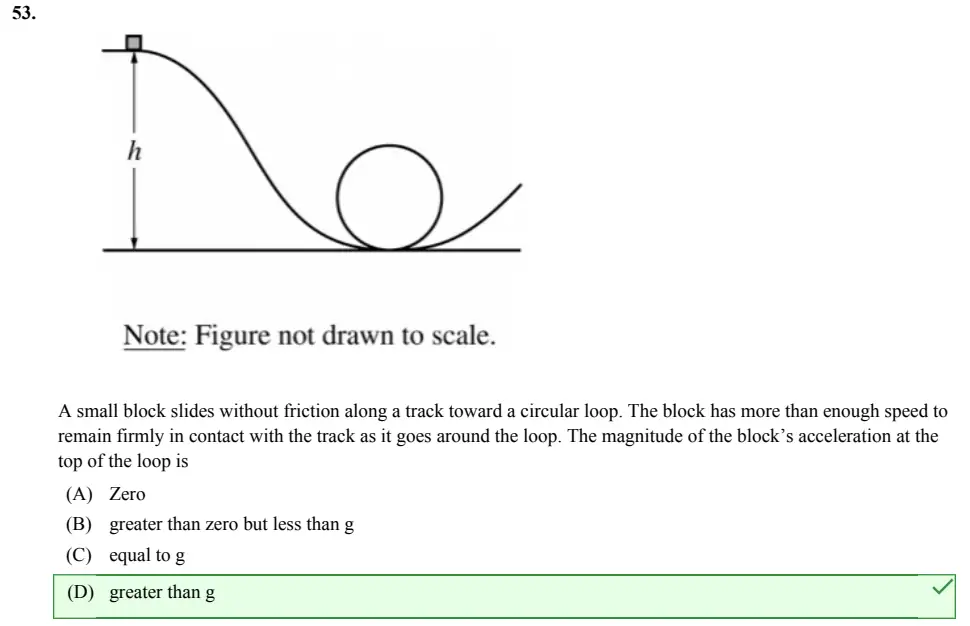 53.
h
Note: Figure not drawn to scale.
A small block slides without friction along a track toward a circular loop. The block has more than enough speed to
remain firmly in contact with the track as it goes around the loop. The magnitude of the block’s acceleration at the
top of the loop is
(A) Zero
(B) greater than zero but less than g
(C) equal to g
(D) greater than g